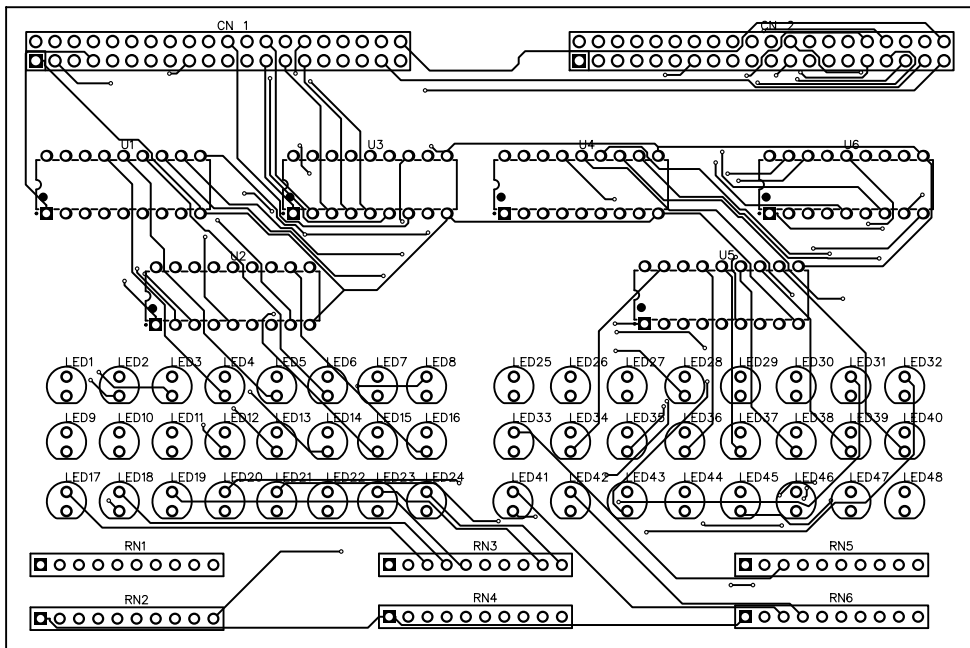 CN 1 CN 2
U1 U3 U4 U6
U2 U5
LED1 LED2 LED3 LED4 LED5 LED6 LED7 LED8 LED25 LED26 LED27 LED28 LED29 LED30 LED31 LED32
LED9 LED10 LED11 LED12 LED13 LED14 LED15 LED16 LED33 LED34 LED35 LED36 LED37 LED38 LED39 LED40
LED17 LED18 LED19 LED20 LED21 LED22 LED23 LED24 LED41 LED42 LED43 LED44 LED45 LED46 LED47 LED48
RN1 RN3 RN5
RN2 RN4 RN6